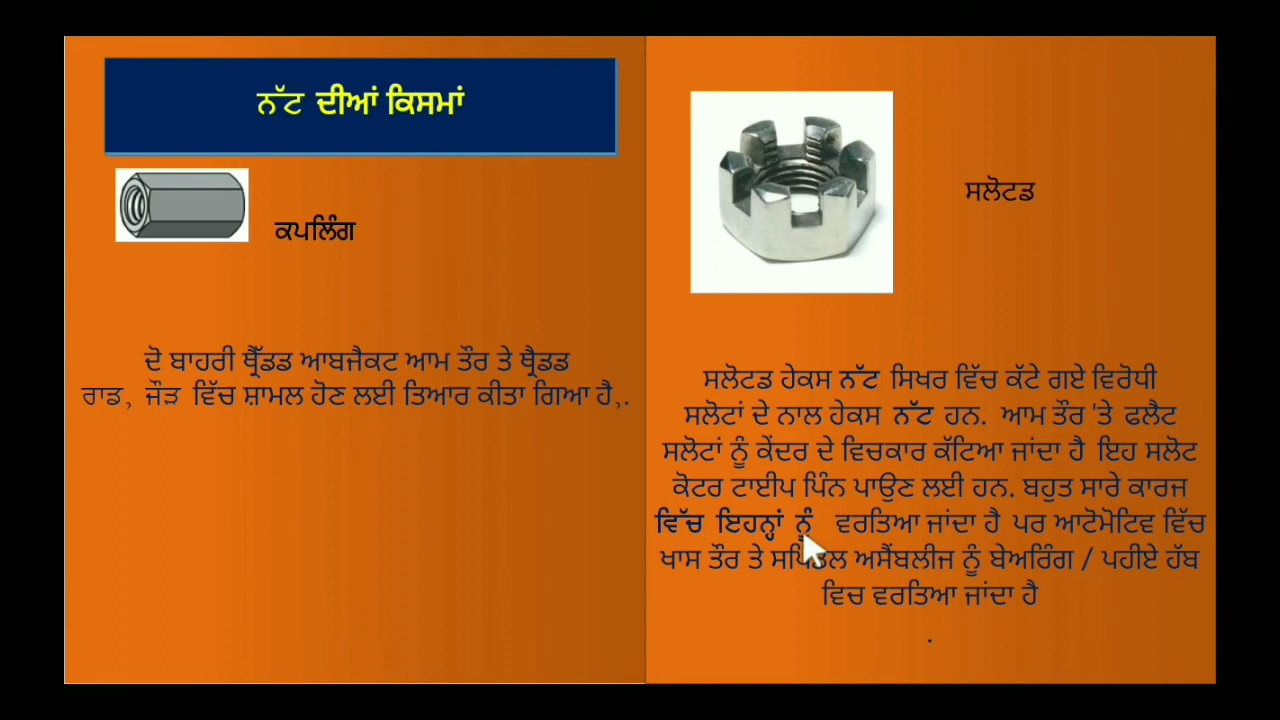 ਨੱਟ ਦੀਆਂ ਕਿਸਮਾਂ
ਕਪਲਿੰਗ
ਦੋ ਬਾਹਰੀ ਥ੍ਰੈੱਡਡ ਆਬਜੈਕਟ ਆਮ ਤੌਰ ਤੇ ਥ੍ਰੈਡਡ
ਰਾਡ, ਜੌੜ ਵਿੱਚ ਸ਼ਾਮਲ ਹੋਣ ਲਈ ਤਿਆਰ ਕੀਤਾ ਗਿਆ ਹੈ,.
ਸਲੋਟਡ
ਸਲੋਟਡ ਹੇਕਸ ਨੱਟ ਸਿਖਰ ਵਿੱਚ ਕੱਟੇ ਗਏ ਵਿਰੋਧੀ
ਸਲੋਟਾਂ ਦੇ ਨਾਲ ਹੇਕਸ ਨੱਟ ਹਨ. ਆਮ ਤੌਰ 'ਤੇ ਫਲੈਟ
ਸਲੋਟਾਂ ਨੂੰ ਕੇਂਦਰ ਦੇ ਵਿਚਕਾਰ ਕੱਟਿਆ ਜਾਂਦਾ ਹੈ ਇਹ ਸਲੋਟ
ਕੋਟਰ ਟਾਈਪ ਪਿੰਨ ਪਾਉਣ ਲਈ ਹਨ. ਬਹੁਤ ਸਾਰੇ ਕਾਰਜ
ਵਿੱਚ ਇਹਨ੍ਹਾਂ ਨੂੰ ਵਰਤਿਆ ਜਾਂਦਾ ਹੈ ਪਰ ਆਟੋਮੋਟਿਵ ਵਿੱਚ
ਖਾਸ ਤੌਰ ਤੇ ਸਪਿੰਡਲ ਅਸੈਂਬਲੀਜ ਨੂੰ ਬੇਅਰਿੰਗ / ਪਹੀਏ ਹੱਬ
ਵਿਚ ਵਰਤਿਆ ਜਾਂਦਾ ਹੈ
.